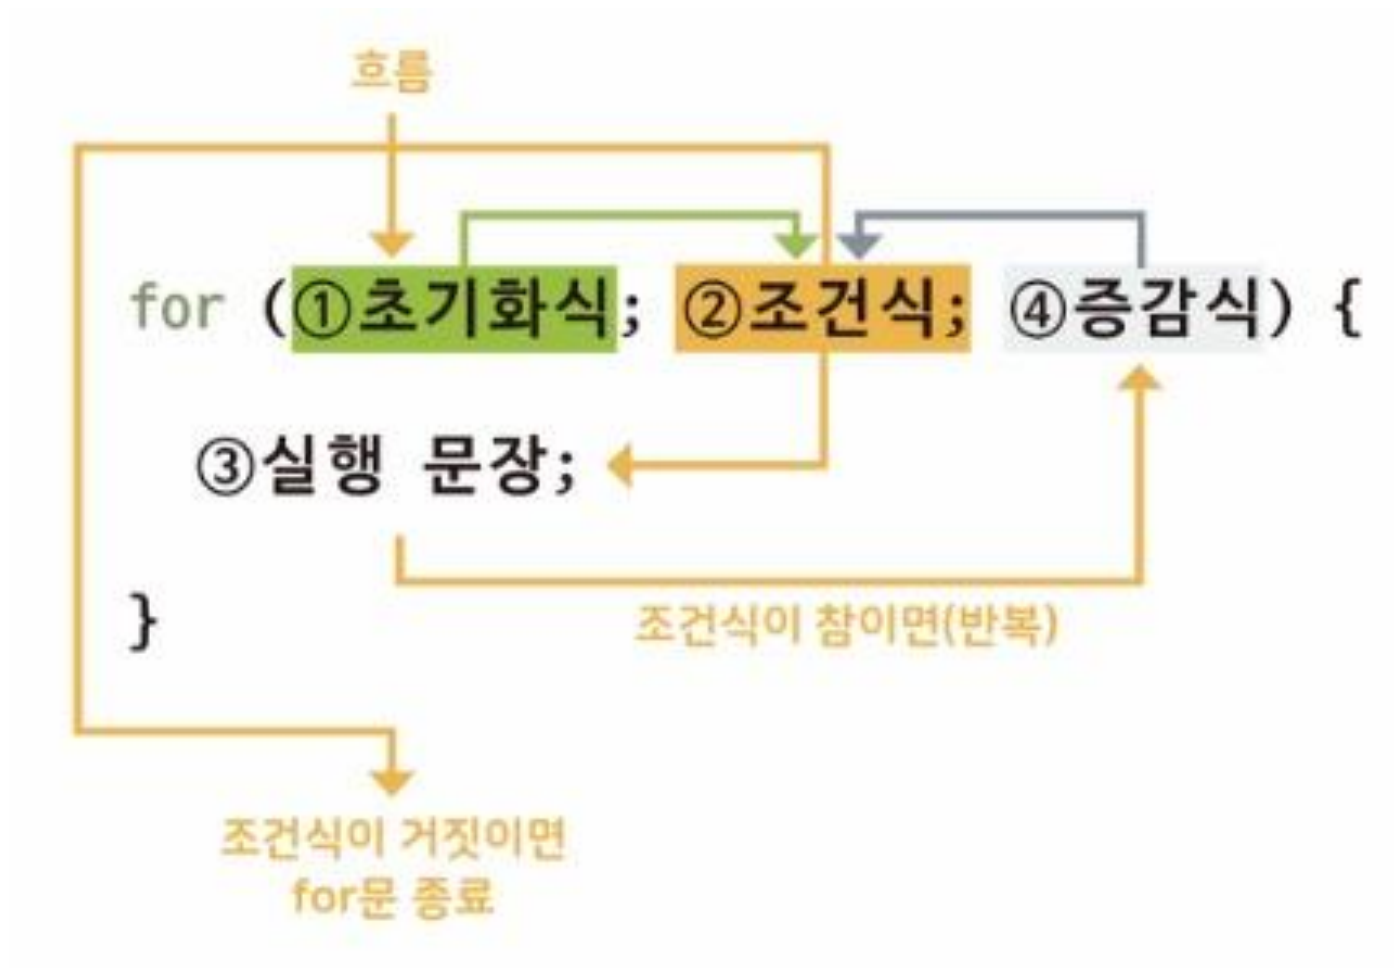 흐름
for (①초기화식; ②조건식; ④증감식) {
③실행 문장;
}
조건식이 참이면(반복)
조건식이 거짓이면
for문 종료